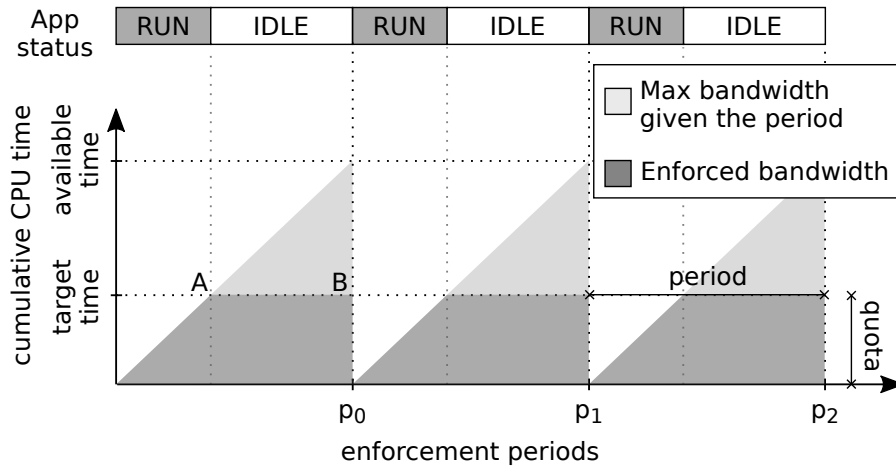 App
status
RUN IDLE RUN IDLE RUN IDLE
Max bandwidth
given the period
Enforced bandwidth
cumulative CPU time
available
time
target
time
A B
period
quota
p0 p1 p2
enforcement periods